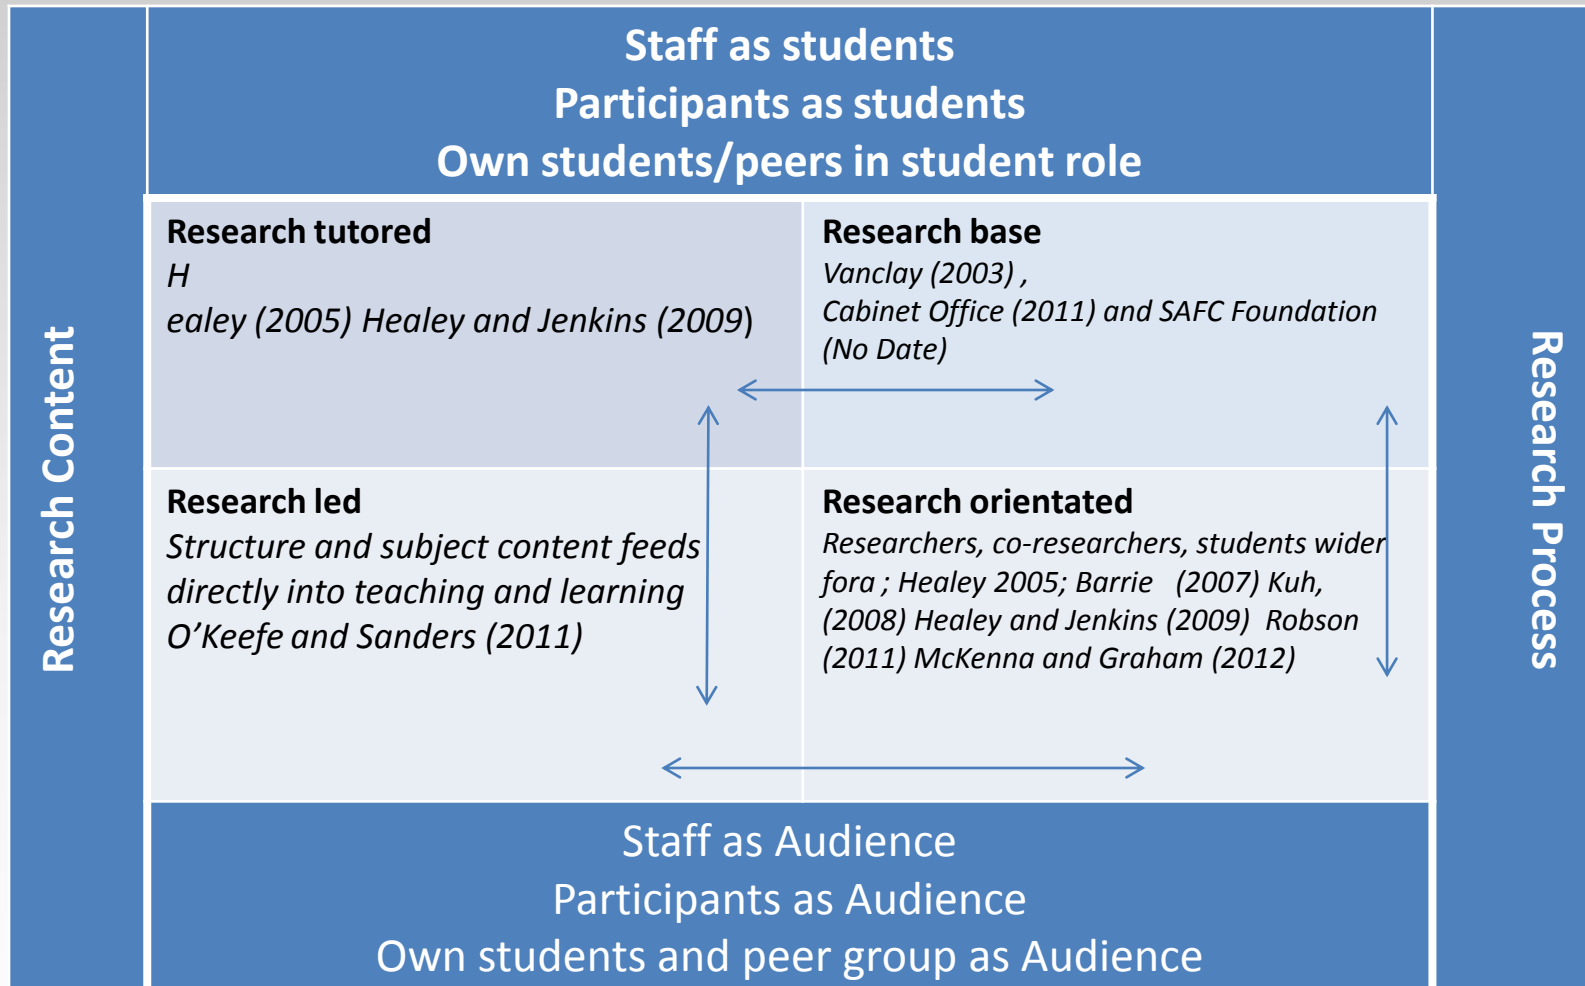 Staff as students
Participants as students
Own students/peers in student role
Research Content
Research tutored
H
ealey (2005) Healey and Jenkins (2009)
Research base
Vanclay (2003) ,
Cabinet Office (2011) and SAFC Foundation
(No Date)
Research led
Structure and subject content feeds
directly into teaching and learning
O’Keefe and Sanders (2011)
Research orientated
Researchers, co-researchers, students wider
fora ; Healey 2005; Barrie (2007) Kuh,
(2008) Healey and Jenkins (2009) Robson
(2011) McKenna and Graham (2012)
Research Process
Staff as Audience
Participants as Audience
Own students and peer group as Audience